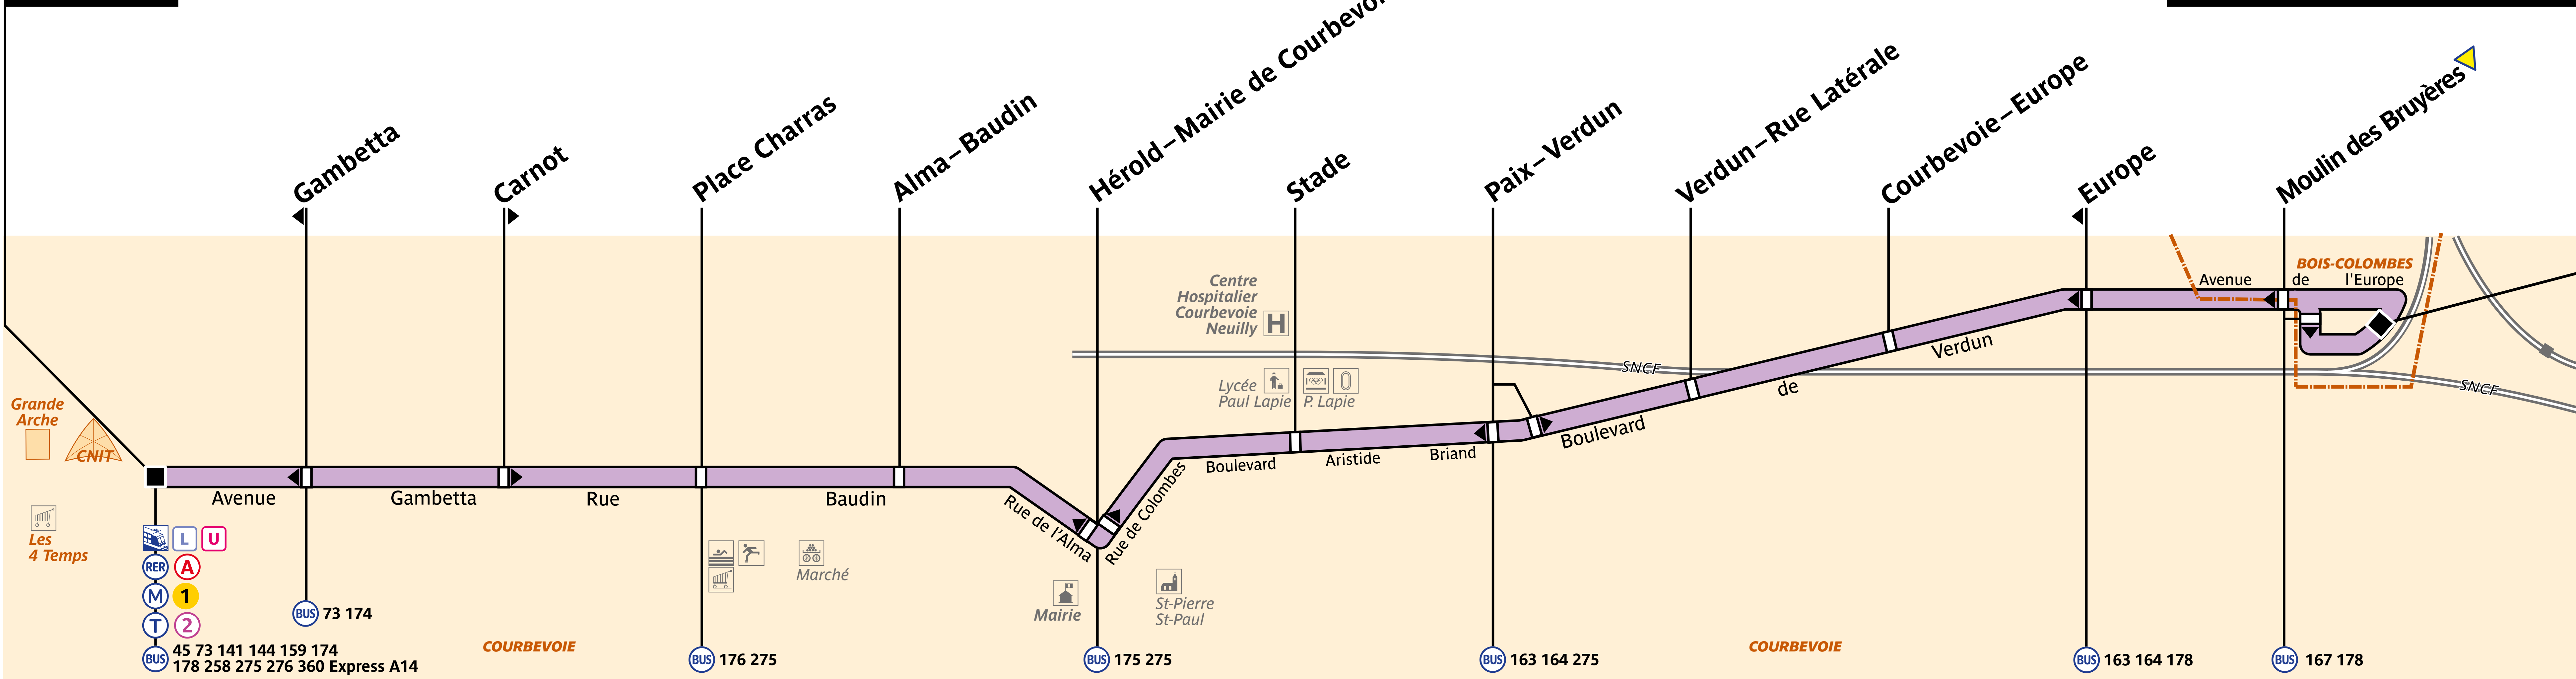 Gambetta
Carnot
Place Charras
Alma–Baudin
Hérold–Mairie de Courbevoi
Stade
Paix–Verdun
Verdun–Rue Latérale
Courbevoie–Europe
Europe
Moulin des Bruyères
BOIS-COLOMBES
Avenue de l'Europe
Centre
Hospitalier
Courbevoie
Neuilly
H
SNCF
Verdun
de
SNCF
Lycée
Paul Lapie
P. Lapie
Grande
Arche
CNIT
Boulevard
Aristide
Briand
Boulevard
Avenue
Gambetta
Rue
Baudin
Rue de l'Alma
Rue de Colombes
Les
4 Temps
L U
RER A
M 1
T 2
BUS 45 73 141 144 159 174
178 258 275 276 360 Express A14
BUS 73 174
Marché
Mairie
St-Pierre
St-Paul
COURBEVOIE
COURBEVOIE
BUS 176 275
BUS 175 275
BUS 163 164 275
BUS 163 164 178
BUS 167 178